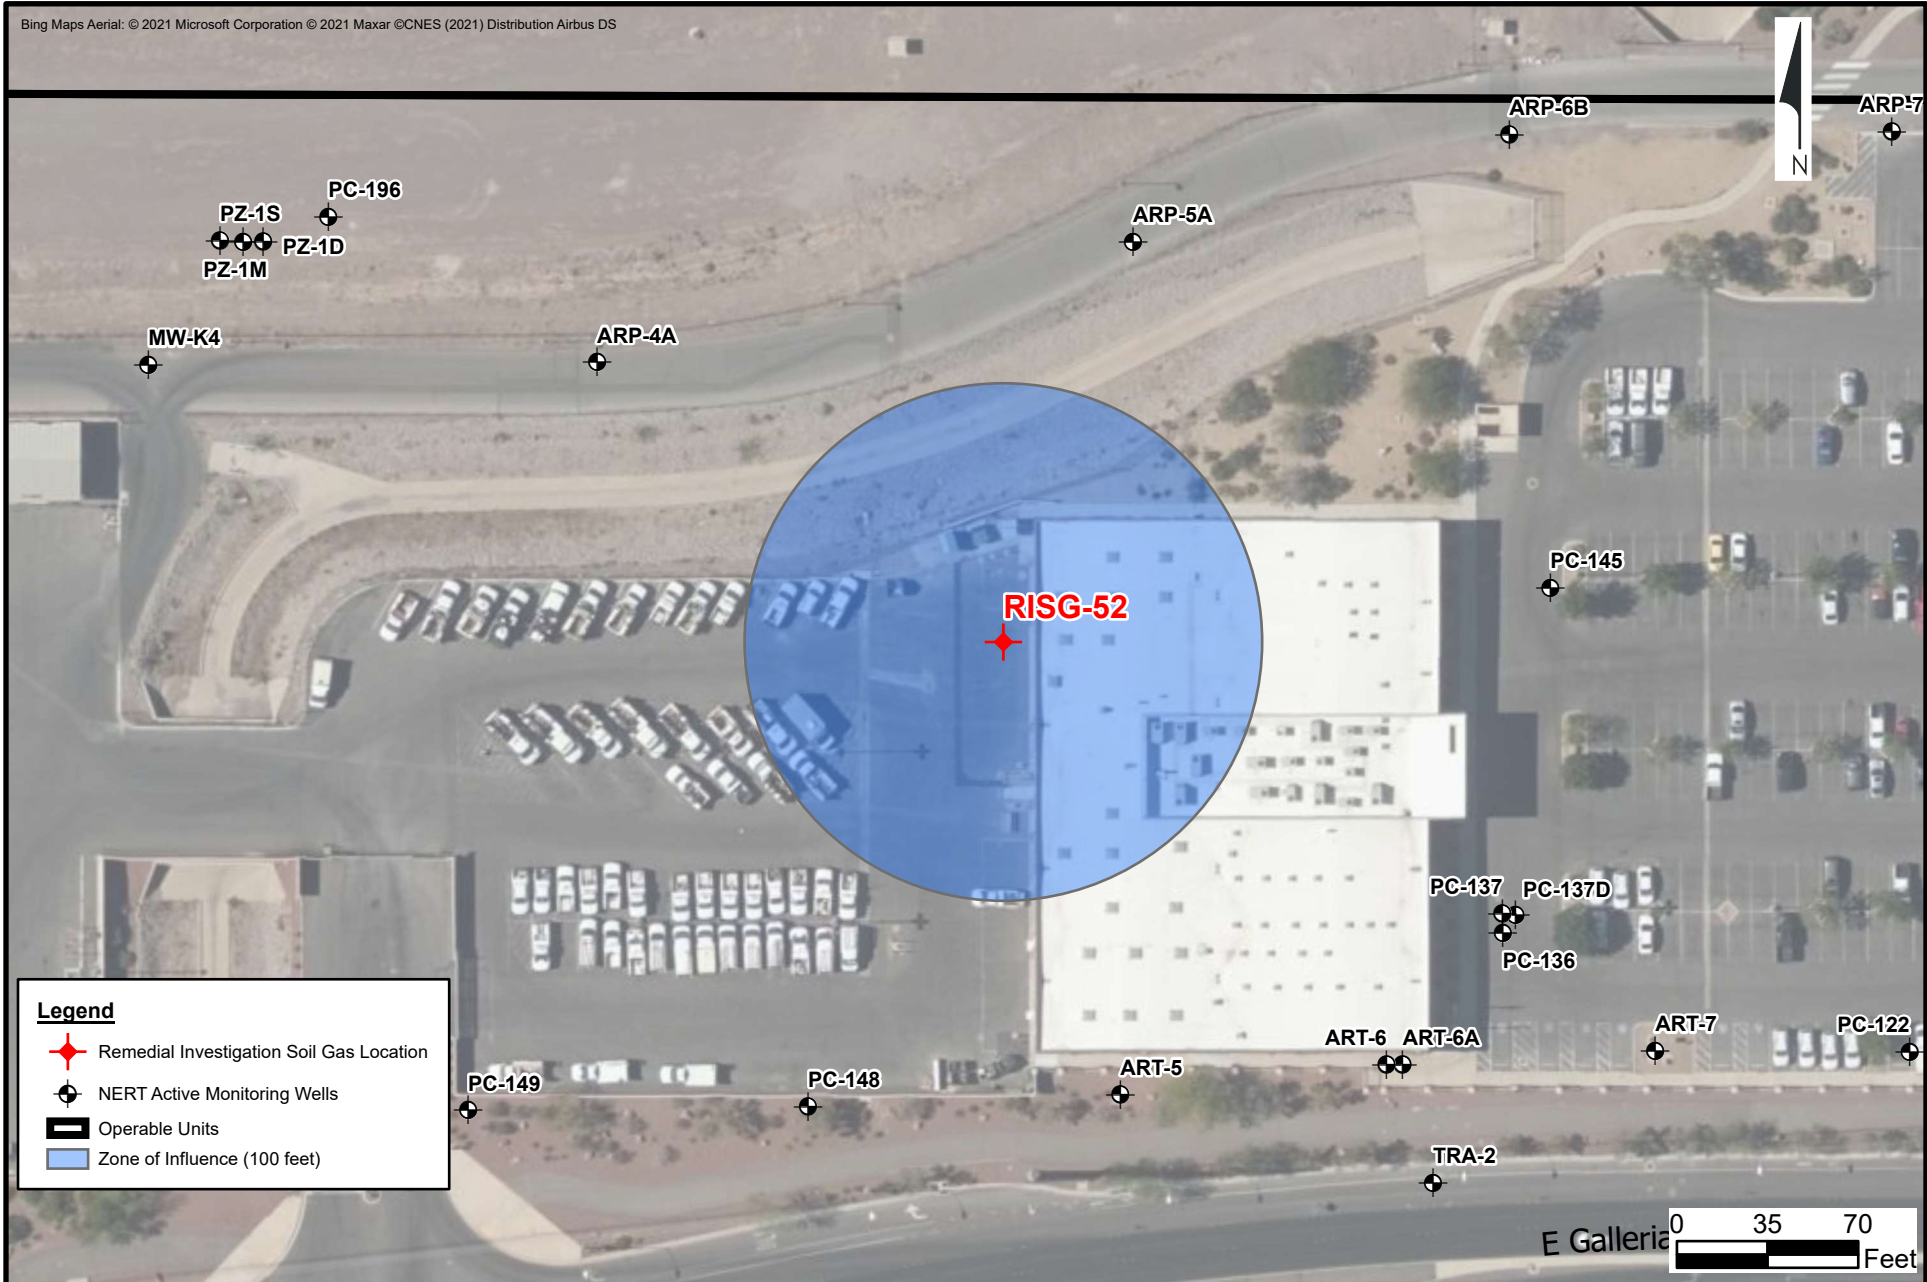 Bing Maps Aerial: © 2021 Microsoft Corporation © 2021 Maxar ©CNES (2021) Distribution Airbus DS
ARP-6B
ARP-7
N
PC-196
PZ-1S
PZ-1D
PZ-1M
ARP-5A
MW-K4
ARP-4A
PC-145
RISG-52
PC-137
PC-137D
PC-136
ART-7
PC-122
ART-6
ART-6A
ART-5
PC-148
PC-149
TRA-2
Legend
Remedial Investigation Soil Gas Location
NERT Active Monitoring Wells
Operable Units
Zone of Influence (100 feet)
E Galleria
0 35 70
Feet